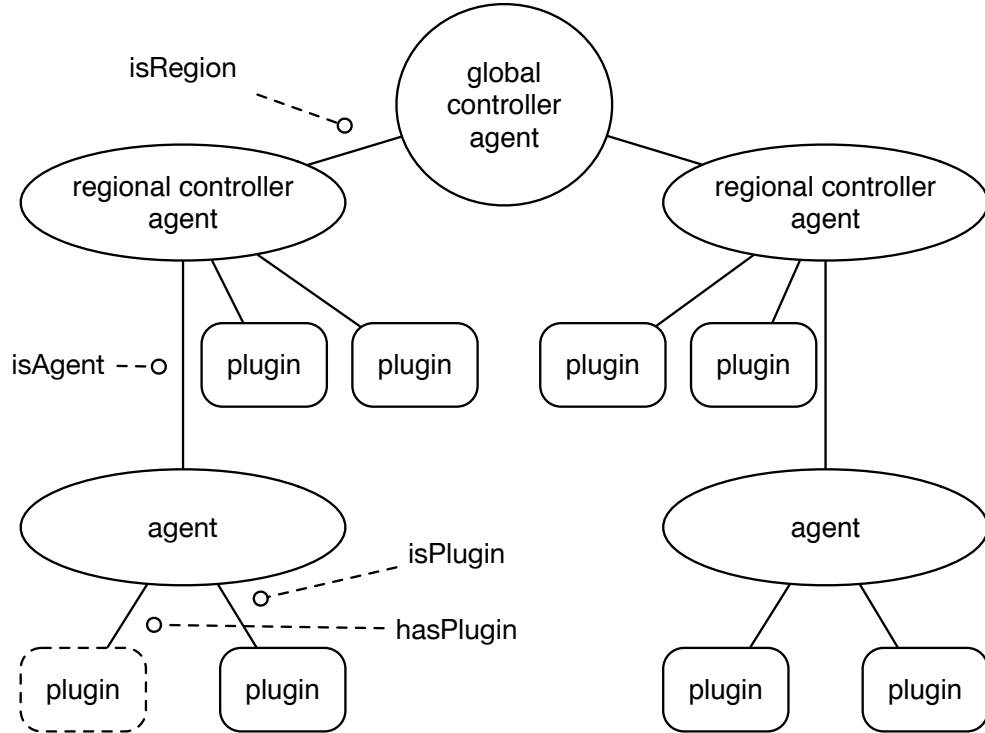 isRegion
global
controller
agent
regional controller
agent
regional controller
agent
isAgent
plugin
plugin
plugin
plugin
agent
agent
isPlugin
hasPlugin
plugin
plugin
plugin
plugin